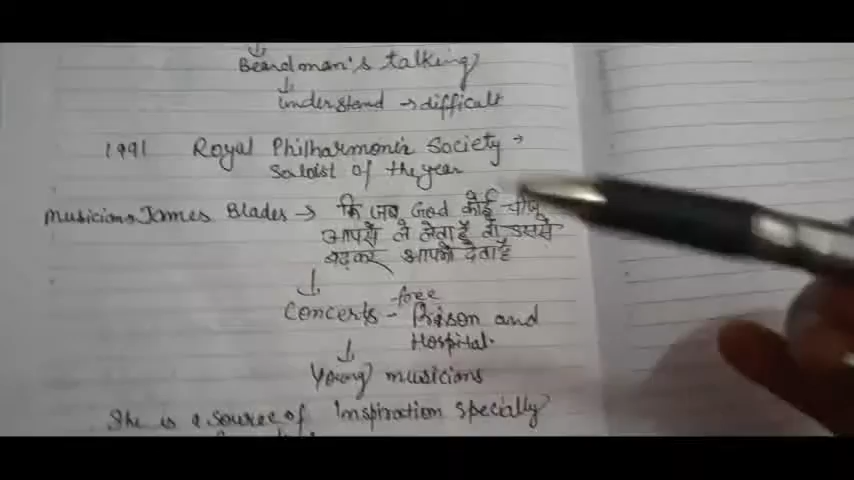 Beardman's talking
understand → difficult
1991 Royal Philharmonic Society →
Soloist of the year
Musician James Blades → कि जब God कोई चीज
आपसे ले लेता है तो उससे
बढ़कर आपको देता है
Concerts - free Prison and
Hospital.
Young musicians
She is a source of Inspiration specially